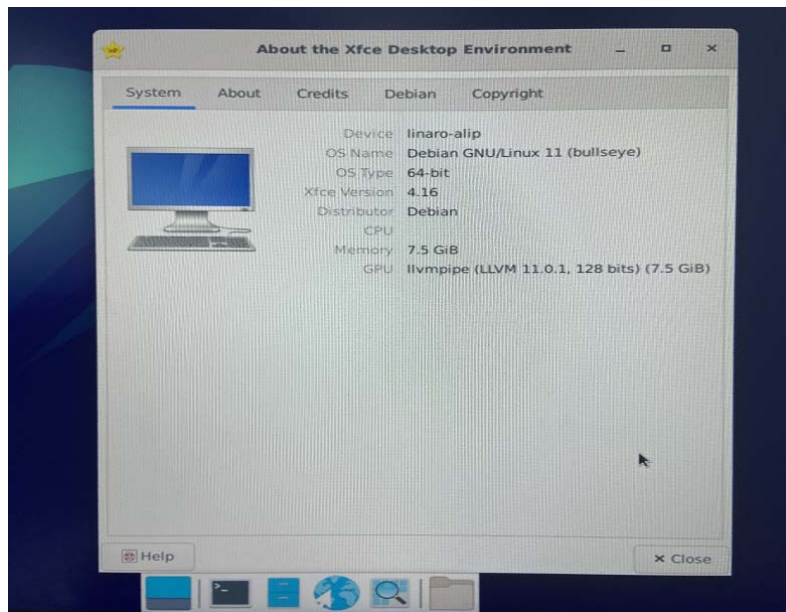 About the Xfce Desktop Environment
System About Credits Debian Copyright
Device linaro-alip
OS Name Debian GNU/Linux 11 (bullseye)
OS Type 64-bit
Xfce Version 4.16
Distributor Debian
CPU
Memory 7.5 GiB
GPU llvmpipe (LLVM 11.0.1, 128 bits) (7.5 GiB)
Help
Close